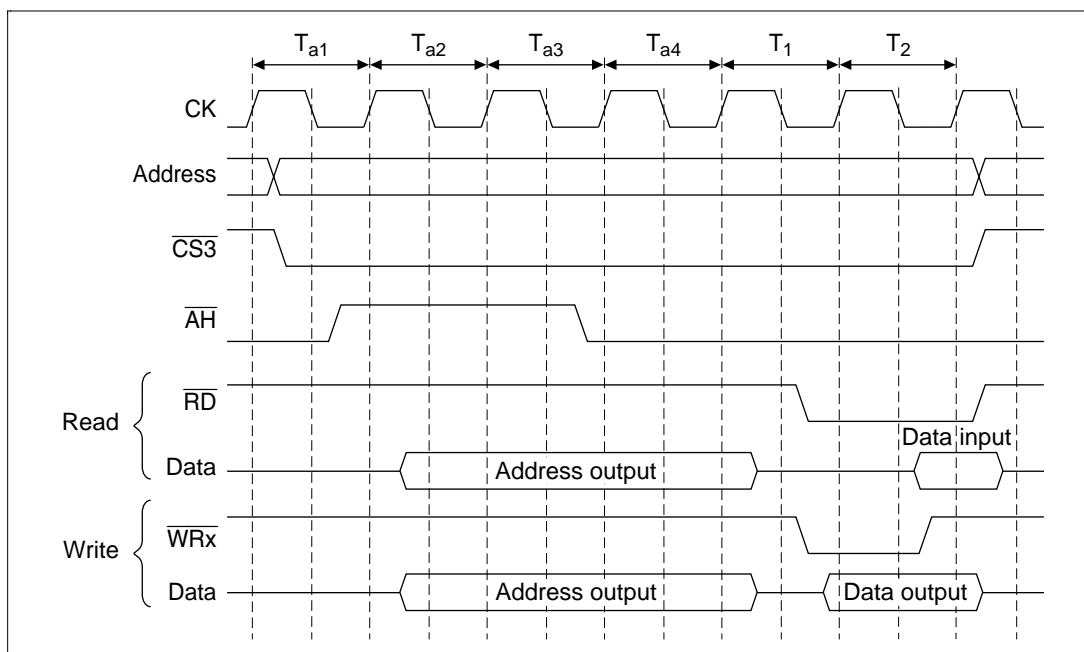 Ta1 Ta2 Ta3 Ta4 T1 T2
CK
Address
CS3
AH
Read
RD
Data input
Data Address output
Write
WRx
Data Address output Data output